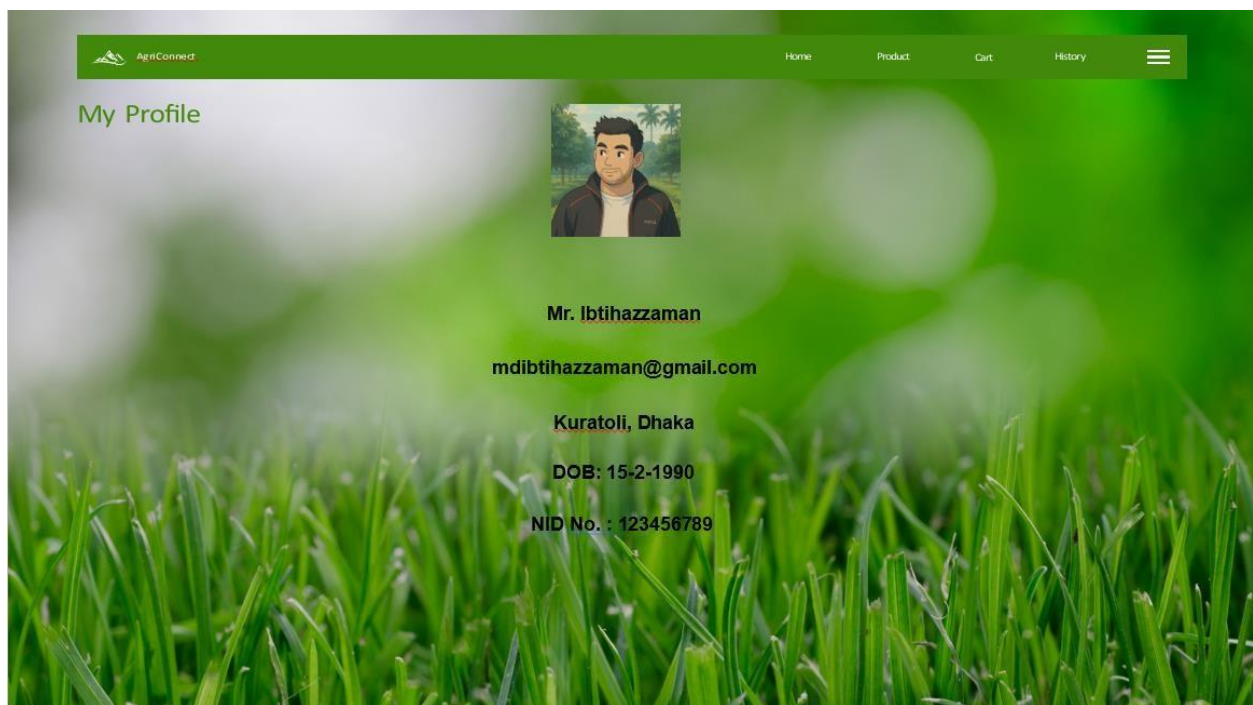 AgriConnect
Home Product Cart History
My Profile
Mr. Ibtihazzaman
mdibtihazzaman@gmail.com
Kuratoli, Dhaka
DOB: 15-2-1990
NID No. : 123456789